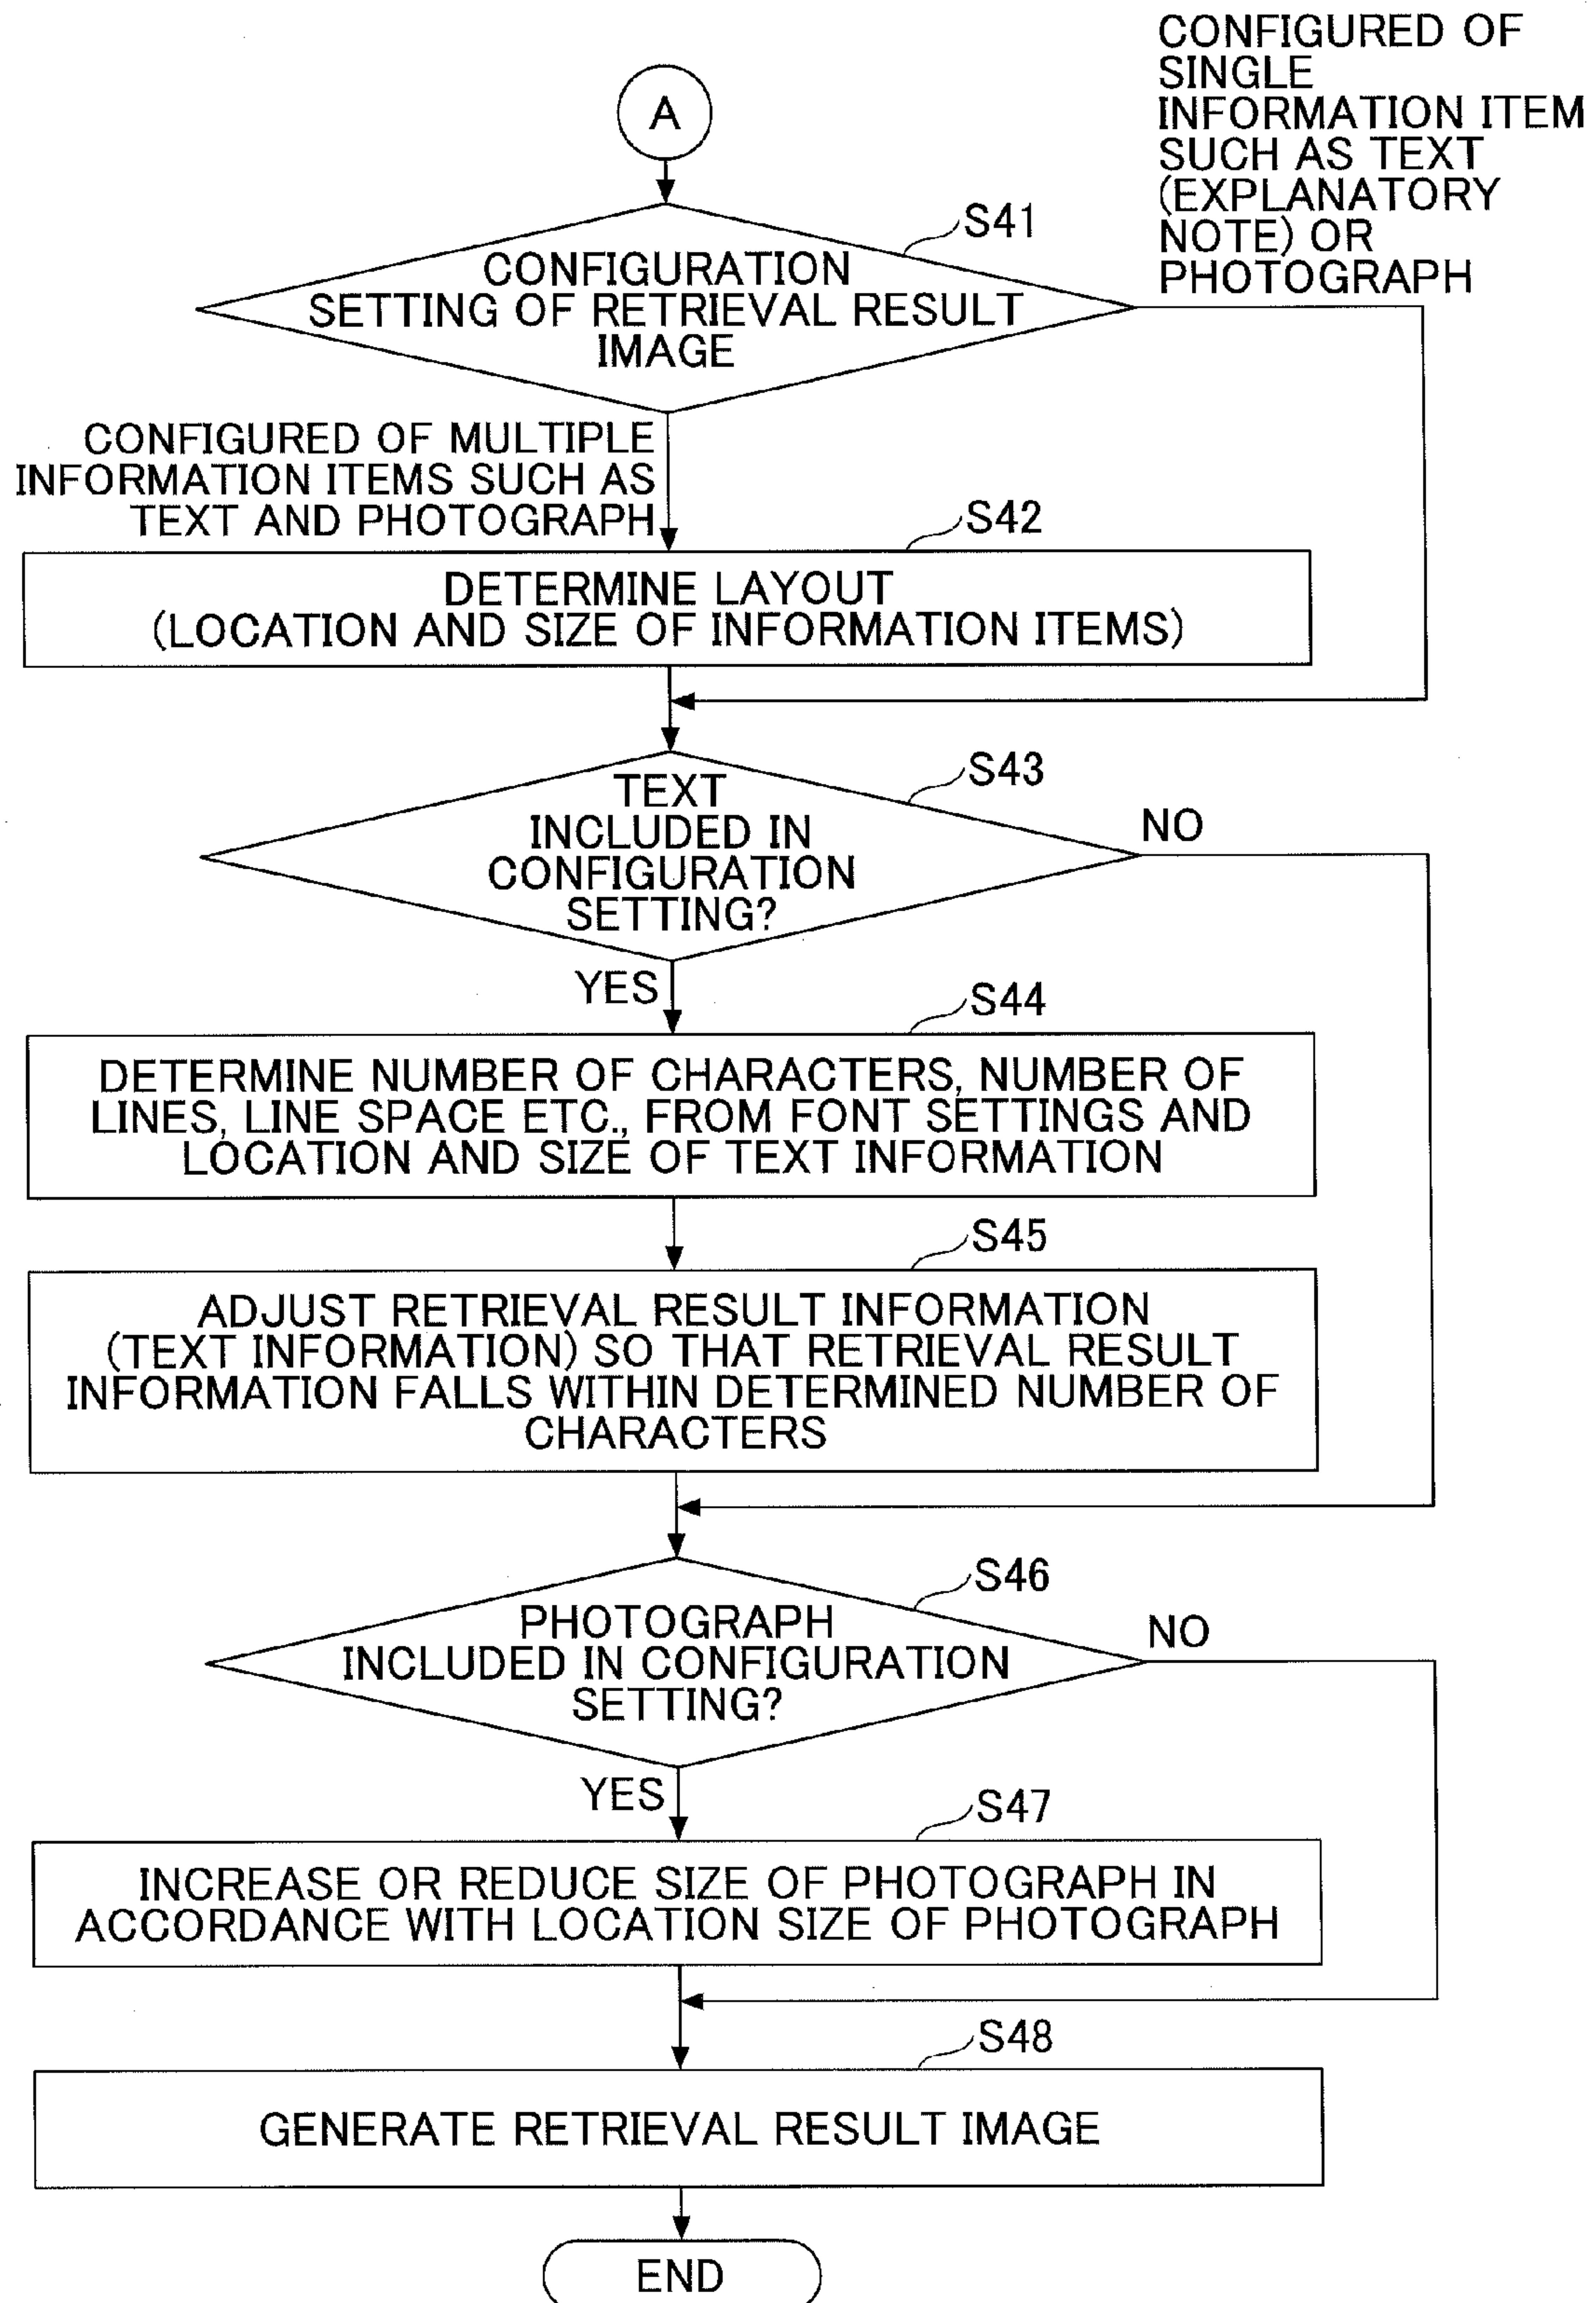 A
CONFIGURED OF
SINGLE
INFORMATION ITEM
SUCH AS TEXT
(EXPLANATORY
NOTE) OR
PHOTOGRAPH
S41
CONFIGURATION
SETTING OF RETRIEVAL RESULT
IMAGE
CONFIGURED OF MULTIPLE
INFORMATION ITEMS SUCH AS
TEXT AND PHOTOGRAPH
S42
DETERMINE LAYOUT
(LOCATION AND SIZE OF INFORMATION ITEMS)
S43
TEXT
INCLUDED IN
CONFIGURATION
SETTING?
NO
YES
S44
DETERMINE NUMBER OF CHARACTERS, NUMBER OF
LINES, LINE SPACE ETC., FROM FONT SETTINGS AND
LOCATION AND SIZE OF TEXT INFORMATION
S45
ADJUST RETRIEVAL RESULT INFORMATION
(TEXT INFORMATION) SO THAT RETRIEVAL RESULT
INFORMATION FALLS WITHIN DETERMINED NUMBER OF
CHARACTERS
S46
PHOTOGRAPH
INCLUDED IN CONFIGURATION
SETTING?
NO
YES
S47
INCREASE OR REDUCE SIZE OF PHOTOGRAPH IN
ACCORDANCE WITH LOCATION SIZE OF PHOTOGRAPH
S48
GENERATE RETRIEVAL RESULT IMAGE
END